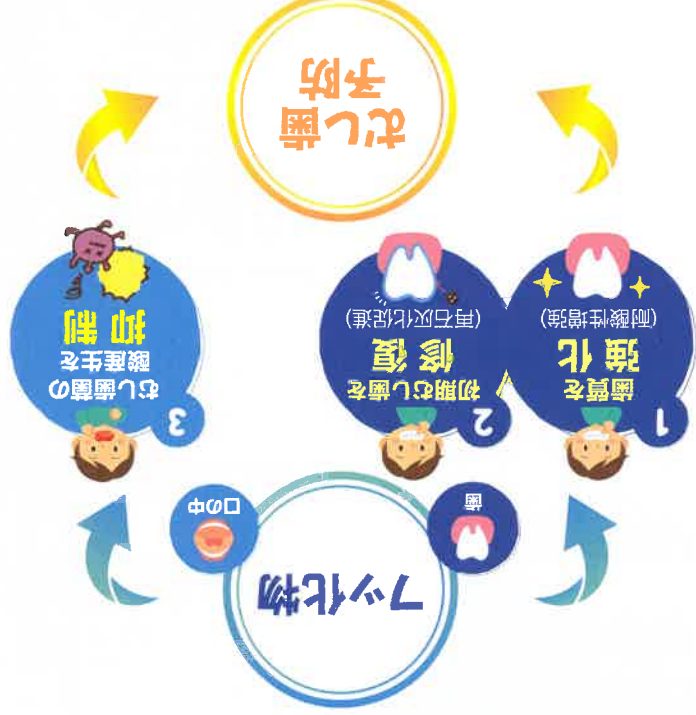 フッ化物
歯
口の中
1
歯質を
強化
(耐酸性増強)
2
初期むし歯を
修復
(再石灰化促進)
3
むし歯菌の
酸産生を
抑制
むし歯
予防